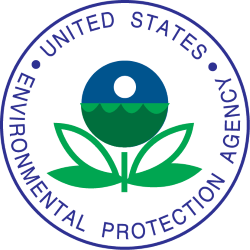 UNITED STATES
ENVIRONMENTAL PROTECTION AGENCY